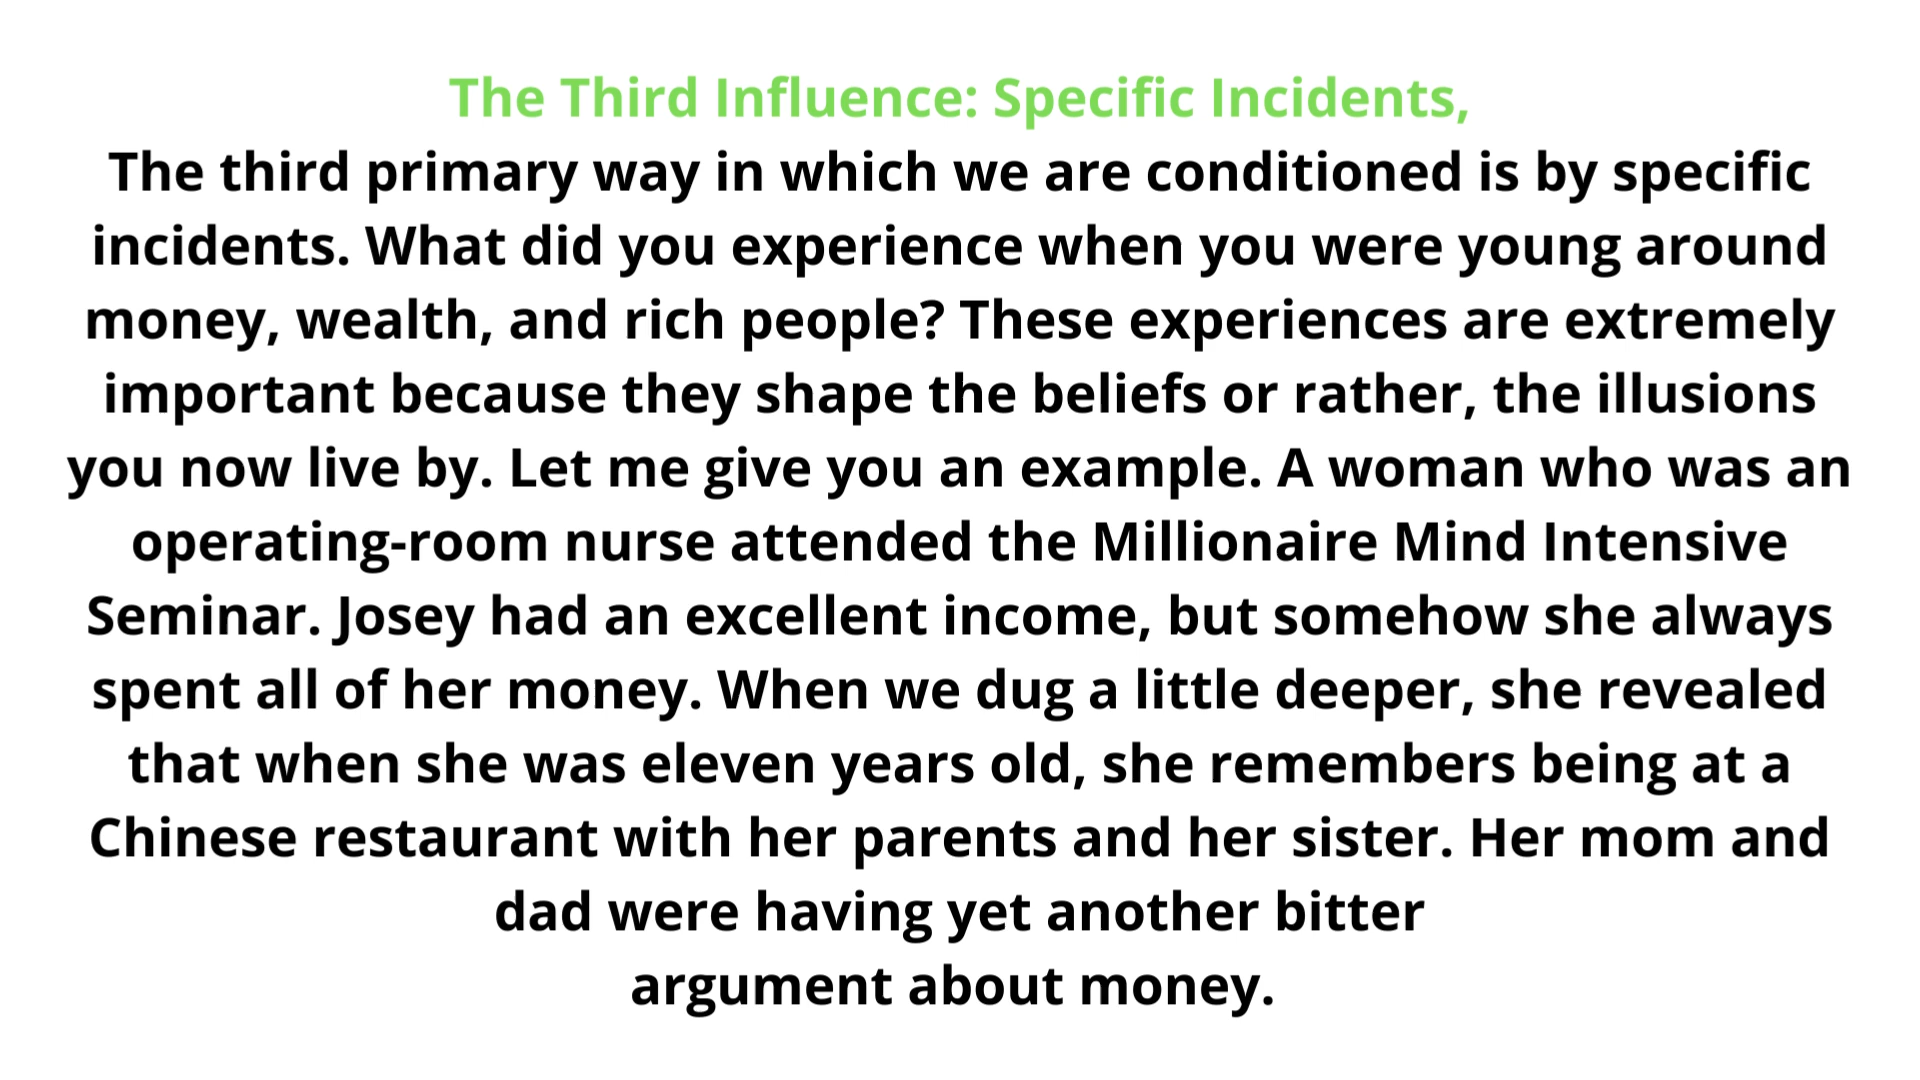 The Third Influence: Specific Incidents,
The third primary way in which we are conditioned is by specific
incidents. What did you experience when you were young around
money, wealth, and rich people? These experiences are extremely
important because they shape the beliefs or rather, the illusions
you now live by. Let me give you an example. A woman who was an
operating-room nurse attended the Millionaire Mind Intensive
Seminar. Josey had an excellent income, but somehow she always
spent all of her money. When we dug a little deeper, she revealed
that when she was eleven years old, she remembers being at a
Chinese restaurant with her parents and her sister. Her mom and
dad were having yet another bitter
argument about money.